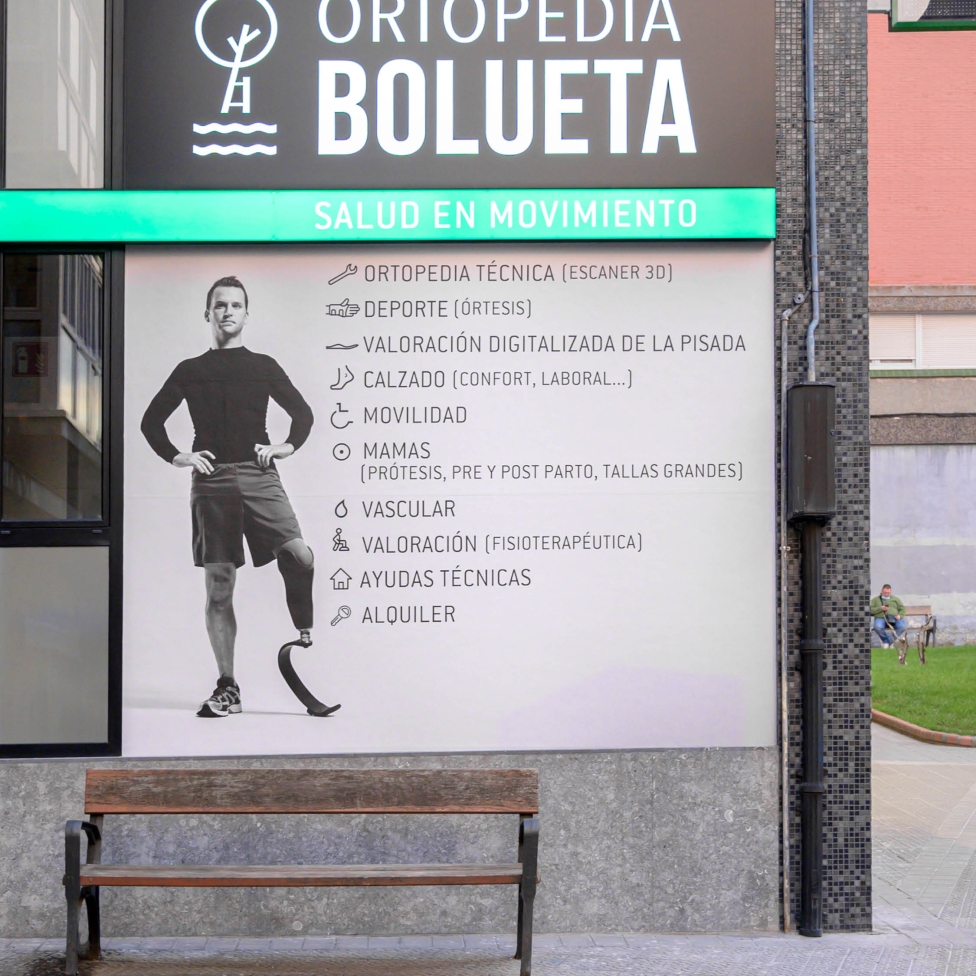 ORTOPEDIA
BOLUETA
SALUD EN MOVIMIENTO
ORTOPEDIA TÉCNICA (ESCANER 3D)
DEPORTE (ÓRTESIS)
VALORACIÓN DIGITALIZADA DE LA PISADA
CALZADO (CONFORT, LABORAL...)
MOVILIDAD
MAMAS
(PRÓTESIS, PRE Y POST PARTO, TALLAS GRANDES)
VASCULAR
VALORACIÓN (FISIOTERAPÉUTICA)
AYUDAS TÉCNICAS
ALQUILER